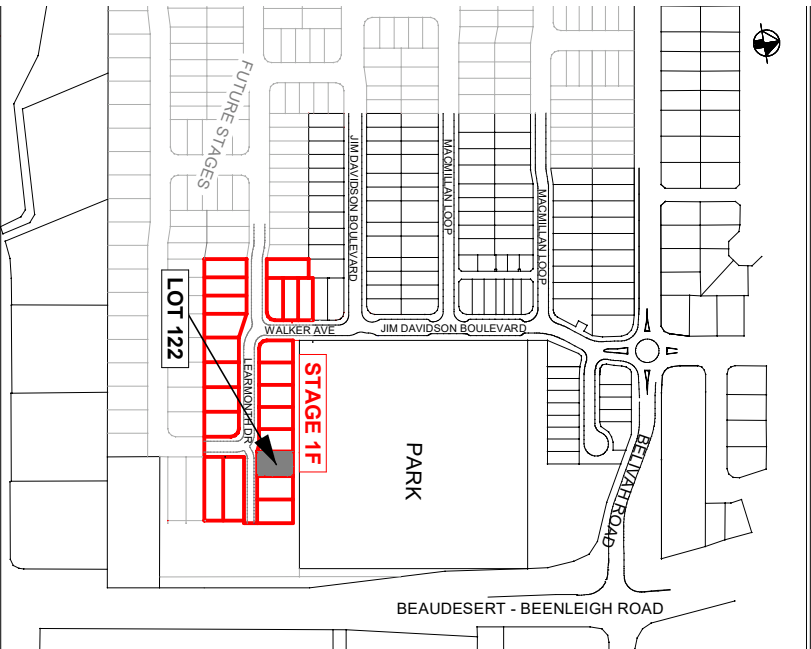 FUTURE STAGES
JIM DAVIDSON BOULEVARD
MACMILLAN LOOP
MACMILLAN LOOP
LOT 122
WALKER AVE
JIM DAVIDSON BOULEVARD
LEARMONTH DR
STAGE 1F
PARK
BELIVAH ROAD
BEAUDESERT - BEENLEIGH ROAD